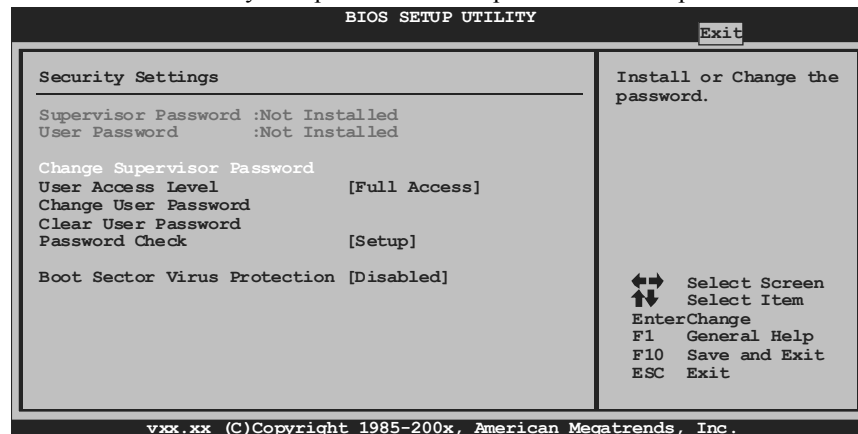 BIOS SETUP UTILITY
Exit
Security Settings
Supervisor Password :Not Installed
User Password :Not Installed
Change Supervisor Password
User Access Level [Full Access]
Change User Password
Clear User Password
Password Check [Setup]
Boot Sector Virus Protection [Disabled]
Install or Change the
password.
Select Screen
Select Item
EnterChange
F1 General Help
F10 Save and Exit
ESC Exit
vxx.xx (C)Copyright 1985-200x, American Megatrends, Inc.